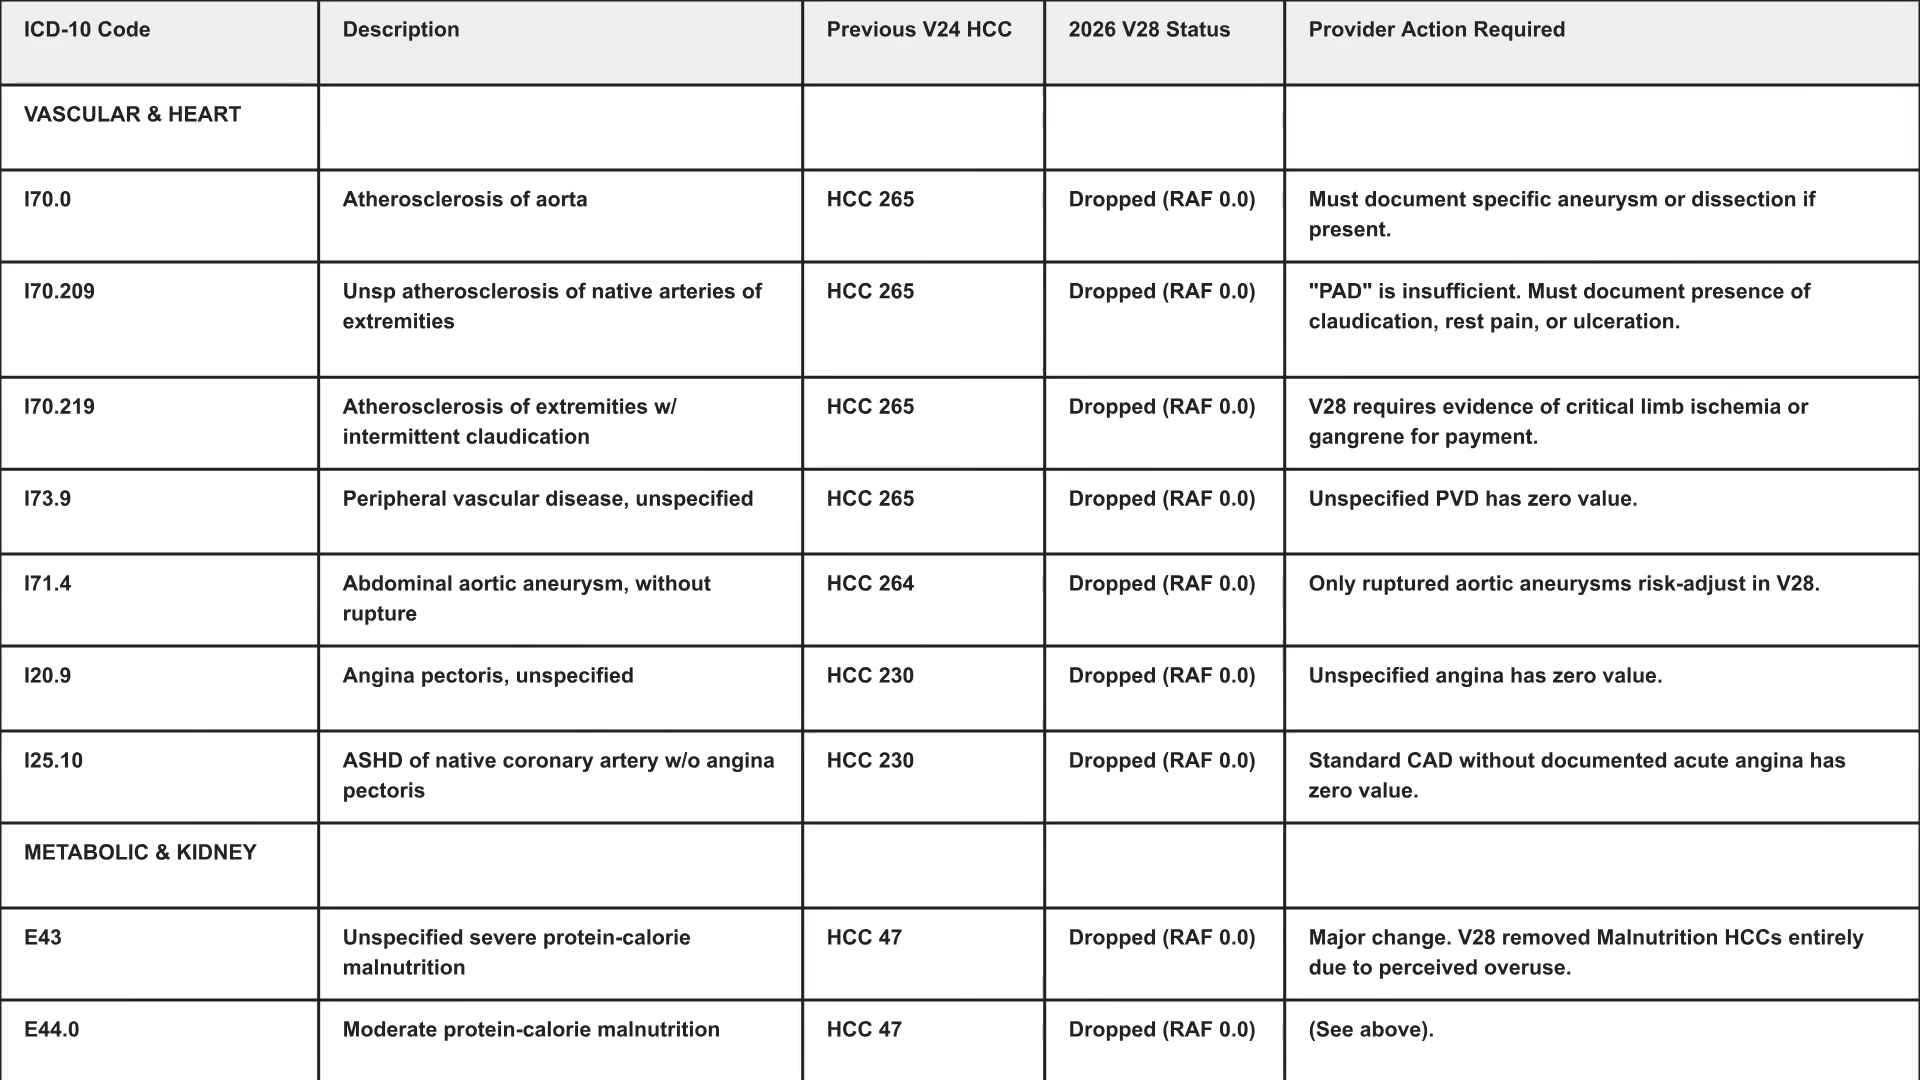 ICD-10 Code Description Previous V24 HCC 2026 V28 Status Provider Action Required
VASCULAR & HEART
I70.0 Atherosclerosis of aorta HCC 265 Dropped (RAF 0.0) Must document specific aneurysm or dissection if
present.
I70.209 Unsp atherosclerosis of native arteries of HCC 265 Dropped (RAF 0.0) "PAD" is insufficient. Must document presence of
extremities claudication, rest pain, or ulceration.
I70.219 Atherosclerosis of extremities w/ HCC 265 Dropped (RAF 0.0) V28 requires evidence of critical limb ischemia or
intermittent claudication gangrene for payment.
I73.9 Peripheral vascular disease, unspecified HCC 265 Dropped (RAF 0.0) Unspecified PVD has zero value.
I71.4 Abdominal aortic aneurysm, without HCC 264 Dropped (RAF 0.0) Only ruptured aortic aneurysms risk-adjust in V28.
rupture
I20.9 Angina pectoris, unspecified HCC 230 Dropped (RAF 0.0) Unspecified angina has zero value.
I25.10 ASHD of native coronary artery w/o angina HCC 230 Dropped (RAF 0.0) Standard CAD without documented acute angina has
pectoris zero value.
METABOLIC & KIDNEY
E43 Unspecified severe protein-calorie HCC 47 Dropped (RAF 0.0) Major change. V28 removed Malnutrition HCCs entirely
malnutrition due to perceived overuse.
E44.0 Moderate protein-calorie malnutrition HCC 47 Dropped (RAF 0.0) (See above).